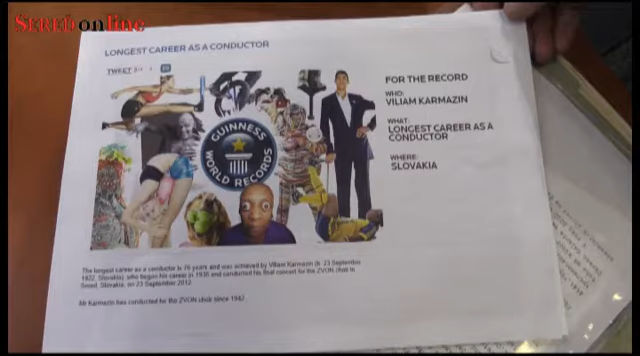 SEREDonline
LONGEST CAREER AS A CONDUCTOR
TWEET
GUINNESS
WORLD RECORDS
FOR THE RECORD
WHO:
VILIAM KARMAZIN
WHAT:
LONGEST CAREER AS A
CONDUCTOR
WHERE:
SLOVAKIA
The longest career as a conductor is 76 years and was achieved by Viliam Karmazin (b. 23 September
1922, Slovakia), who began his career in 1936 and conducted his final concert for the ZVON choir in
Sered, Slovakia, on 23 September 2012.
Mr Karmazin has conducted for the ZVON choir since 1942.